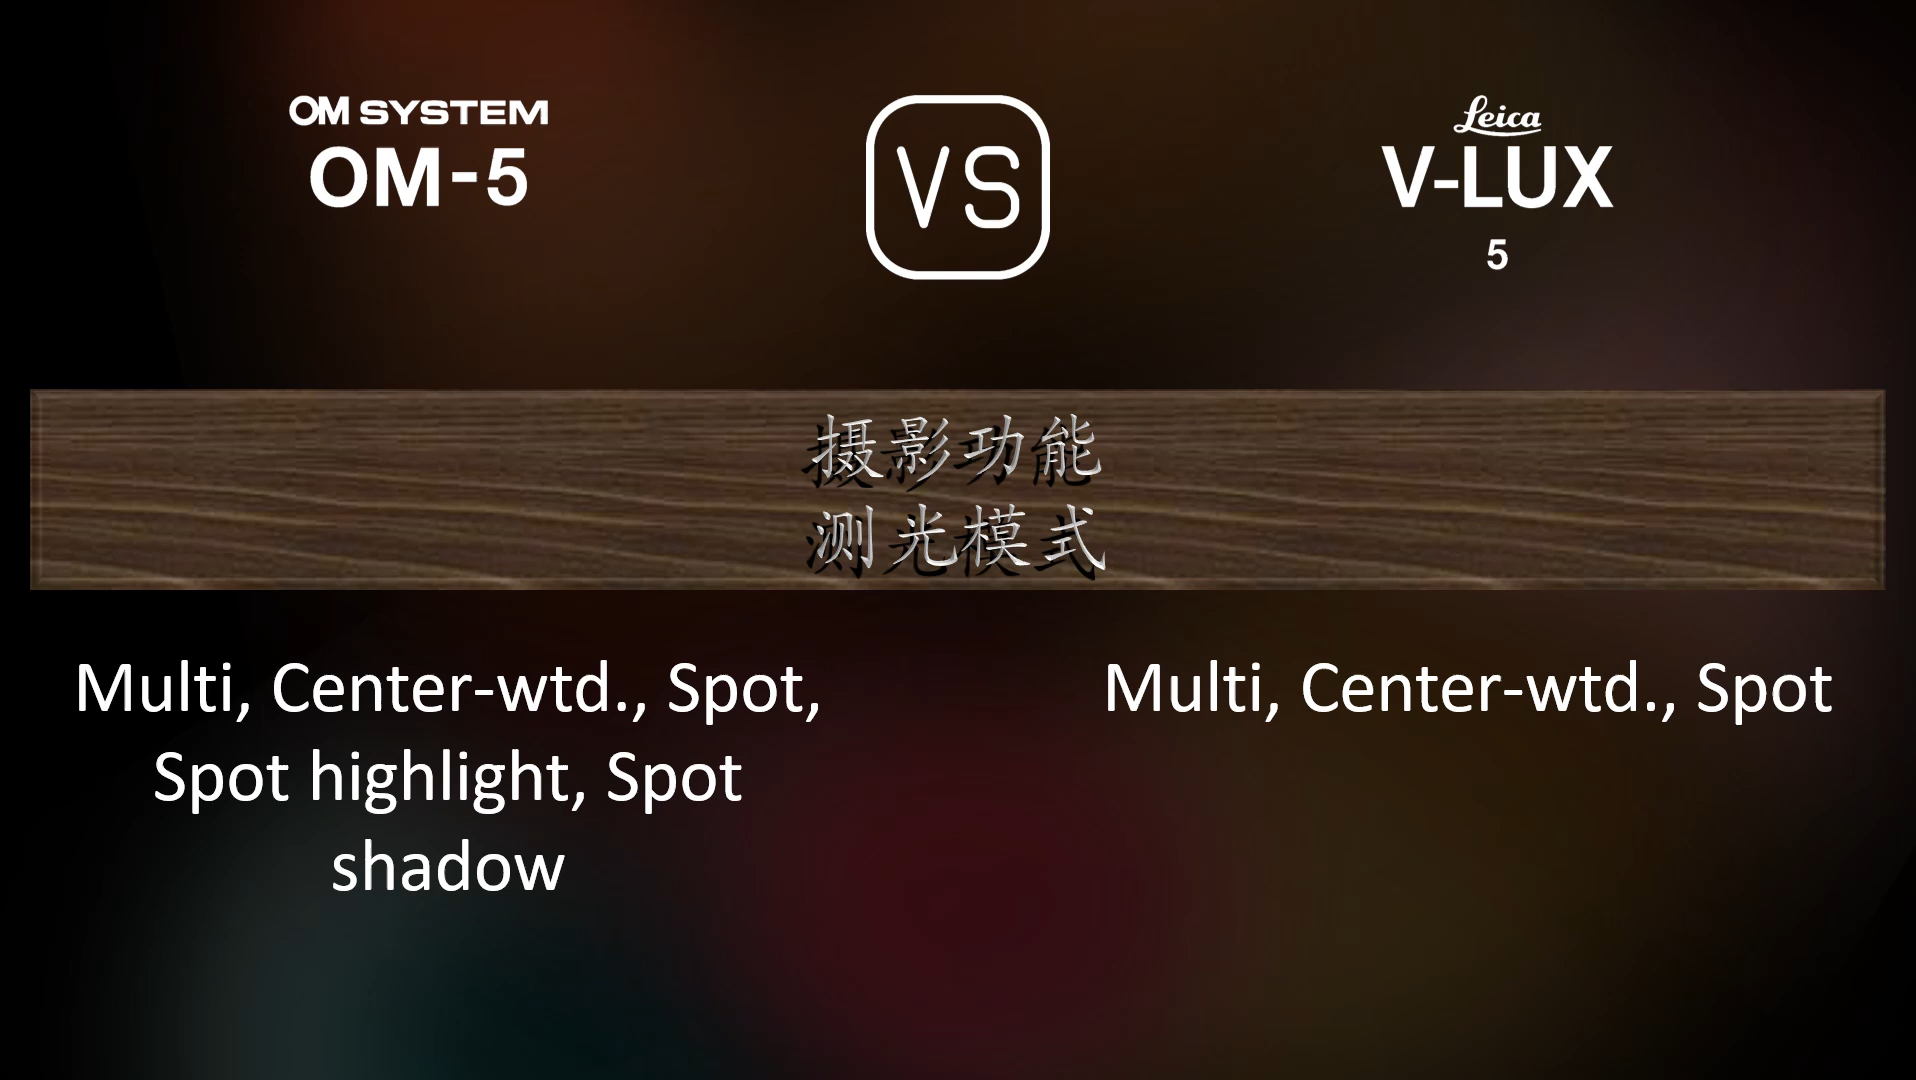 OM SYSTEM
OM-5
VS
Leica
V-LUX
5
摄影功能
测光模式
Multi, Center-wtd., Spot,
Spot highlight, Spot
shadow
Multi, Center-wtd., Spot